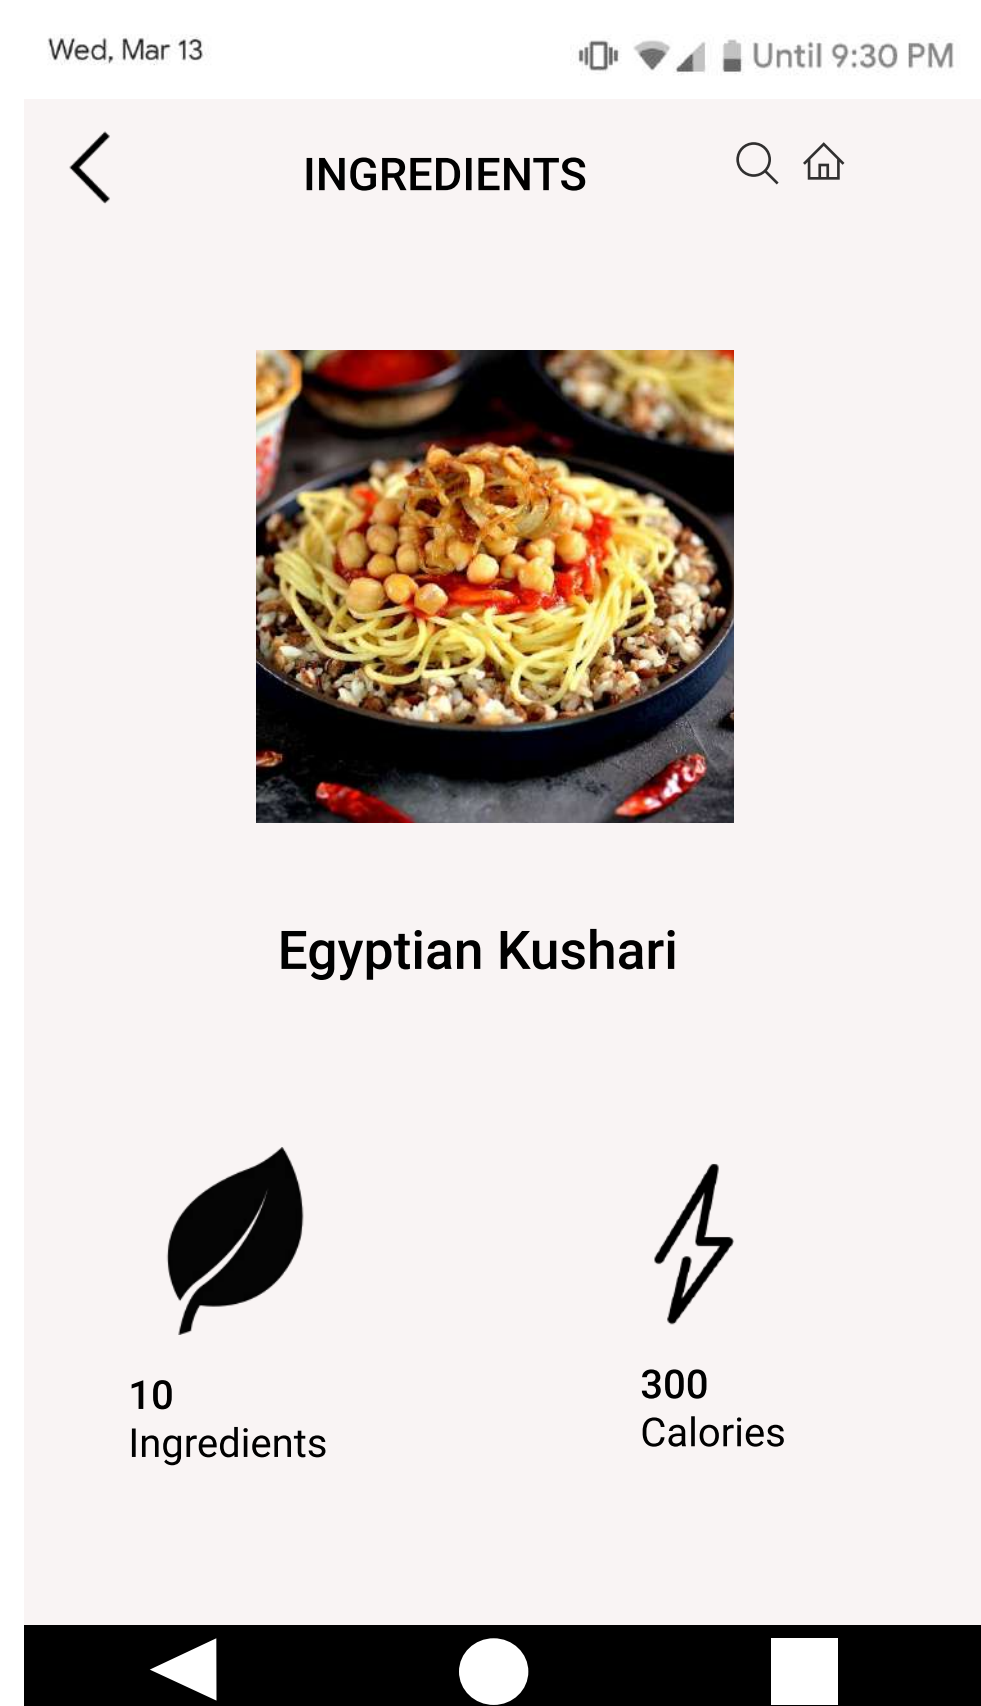 Wed, Mar 13
Until 9:30 PM
INGREDIENTS
Egyptian Kushari
10
Ingredients
300
Calories